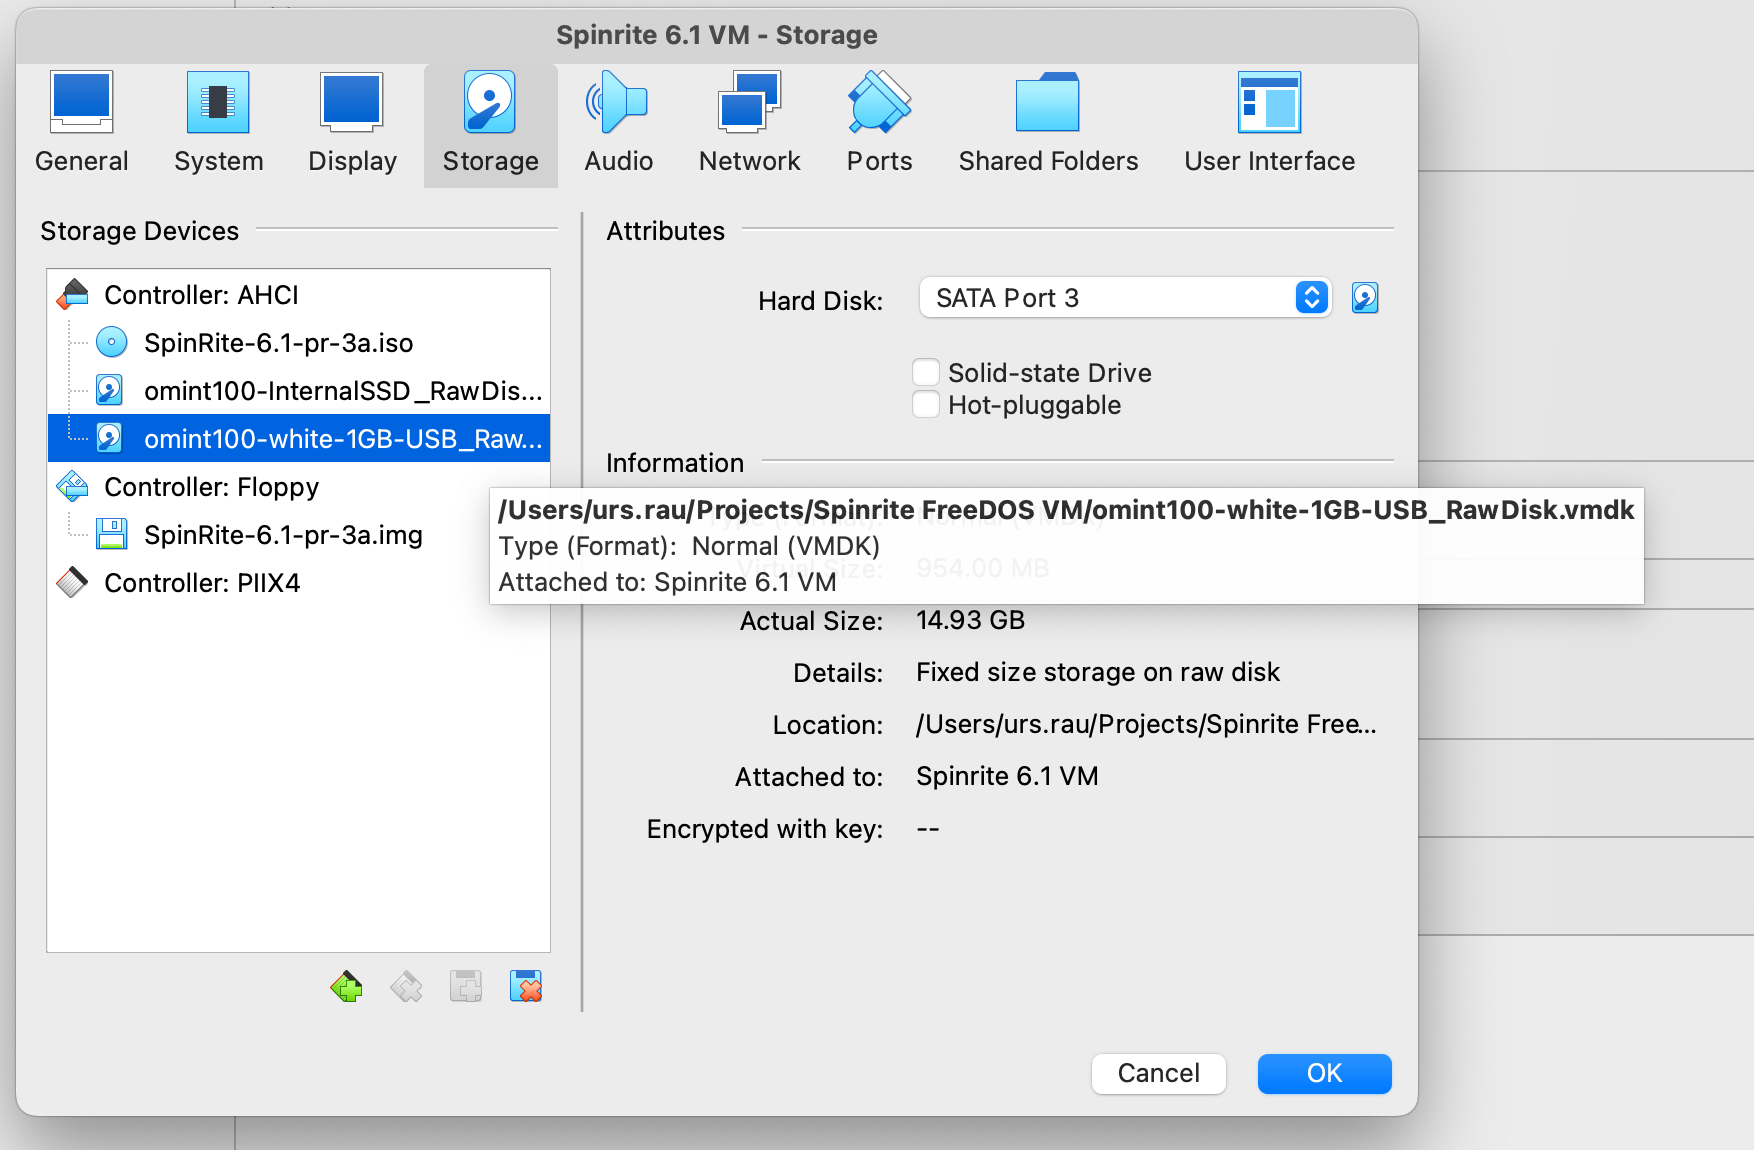 Spinrite 6.1 VM - Storage
General
System
Display
Storage
Audio
Network
Ports
Shared Folders
User Interface
Storage Devices
Controller: AHCI
SpinRite-6.1-pr-3a.iso
omint100-InternalSSD_RawDis...
omint100-white-1GB-USB_Raw...
Controller: Floppy
SpinRite-6.1-pr-3a.img
Controller: PIIX4
Attributes
Hard Disk:
SATA Port 3
Solid-state Drive
Hot-pluggable
Information
/Users/urs.rau/Projects/Spinrite FreeDOS VM/omint100-white-1GB-USB_RawDisk.vmdk
Type (Format): Normal (VMDK)
Attached to: Spinrite 6.1 VM
Type (Format): Normal (VMDK)
Virtual Size: 954.00 MB
Actual Size: 14.93 GB
Details: Fixed size storage on raw disk
Location: /Users/urs.rau/Projects/Spinrite Free...
Attached to: Spinrite 6.1 VM
Encrypted with key: --
Cancel
OK